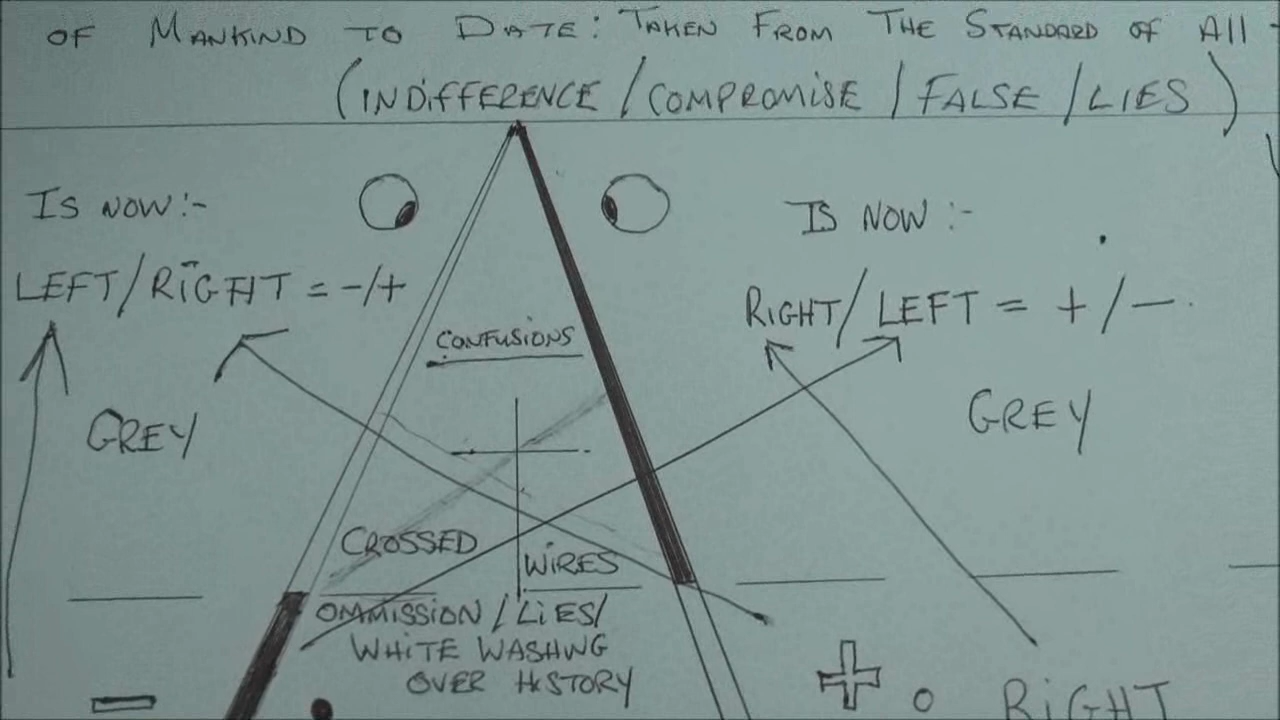 OF MANKIND TO DATE: TAKEN FROM THE STANDARD OF All -
(INDIFFERENCE / COMPROMISE / FALSE / LIES)
IS NOW :-
IS NOW :-
LEFT/RIGHT = -/+
RIGHT/LEFT = + / -
CONFUSIONS
GREY
GREY
CROSSED
WIRES
OMMISSION / LIES/
WHITE WASHING
OVER HISTORY
RIGHT